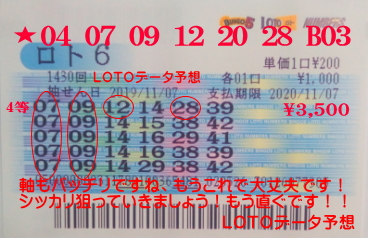 ★04 07 09 12 20 28 B03
ロト6
単価1口¥200
1430回 LOTOデータ予想
各01口 ¥1,000
抽せん日 2019/11/07 支払期限 2020/11/07
4等 07 09 12 14 28 39 ¥3,500
07 09 14 15 38 42
07 09 14 16 29 41
07 09 14 16 38 39
07 09 14 29 38 42
軸もバッチリですね、もうこれで大丈夫です！
シッカリ狙っていきましょう！もう直ぐです！！
LOTOデータ予想